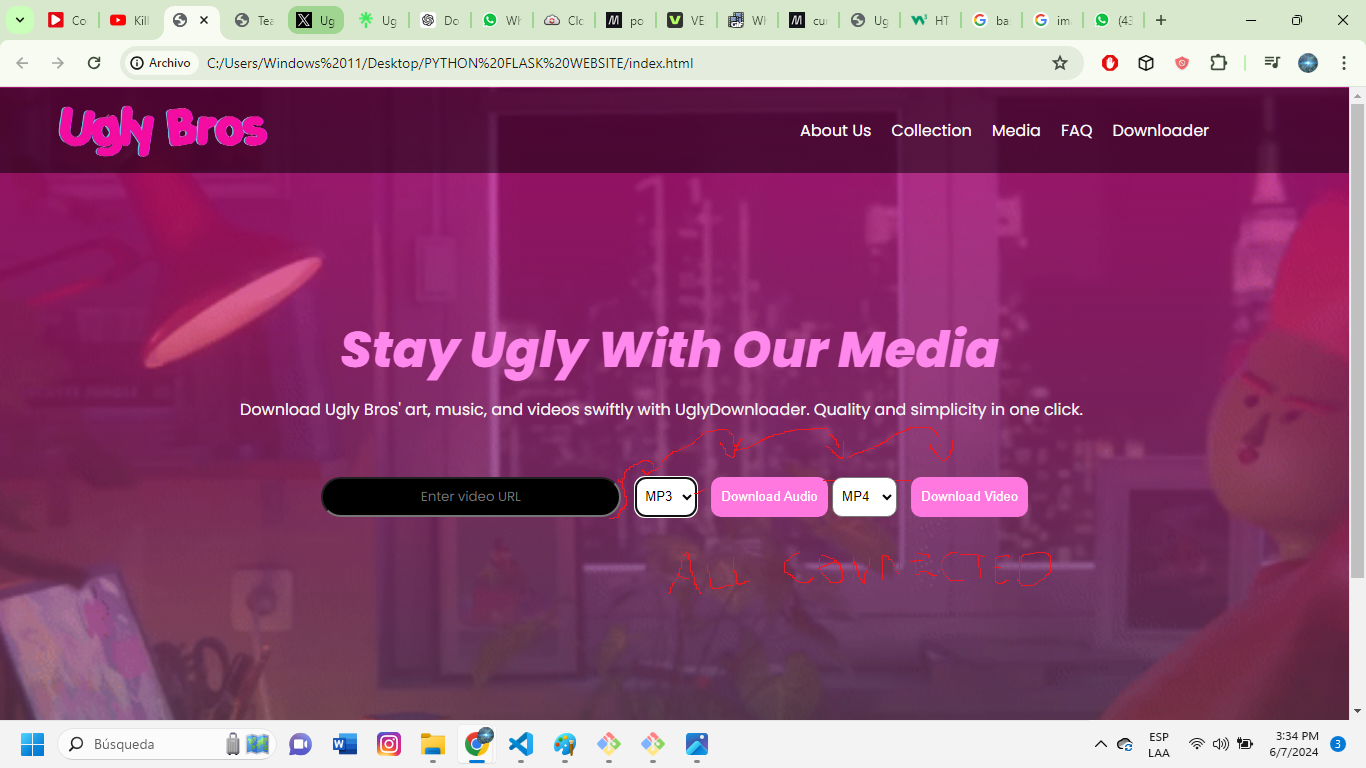 Co
Kill
Tea
Ug
Ug
Do
Wh
Clo
po
VE
Wh
cu
Ug
HT
ba
im
(43
Archivo
C:/Users/Windows%2011/Desktop/PYTHON%20FLASK%20WEBSITE/index.html
Ugly Bros
About Us Collection Media FAQ Downloader
Stay Ugly With Our Media
Download Ugly Bros' art, music, and videos swiftly with UglyDownloader. Quality and simplicity in one click.
Enter video URL MP3 Download Audio MP4 Download Video
ALL CONNECTED
Búsqueda
ESP
LAA
3:34 PM
6/7/2024
3